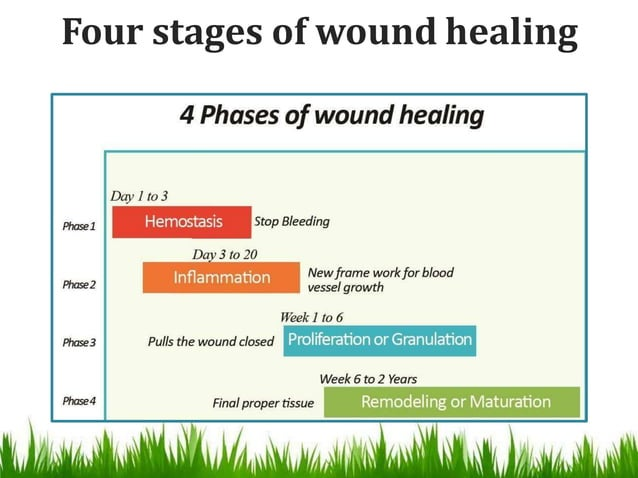 Four stages of wound healing
4 Phases of wound healing
Day 1 to 3
Phase 1
Hemostasis
Stop Bleeding
Day 3 to 20
Phase 2
Inflammation
New frame work for blood
vessel growth
Week 1 to 6
Phase 3
Pulls the wound closed
Proliferation or Granulation
Week 6 to 2 Years
Phase 4
Final proper tissue
Remodeling or Maturation